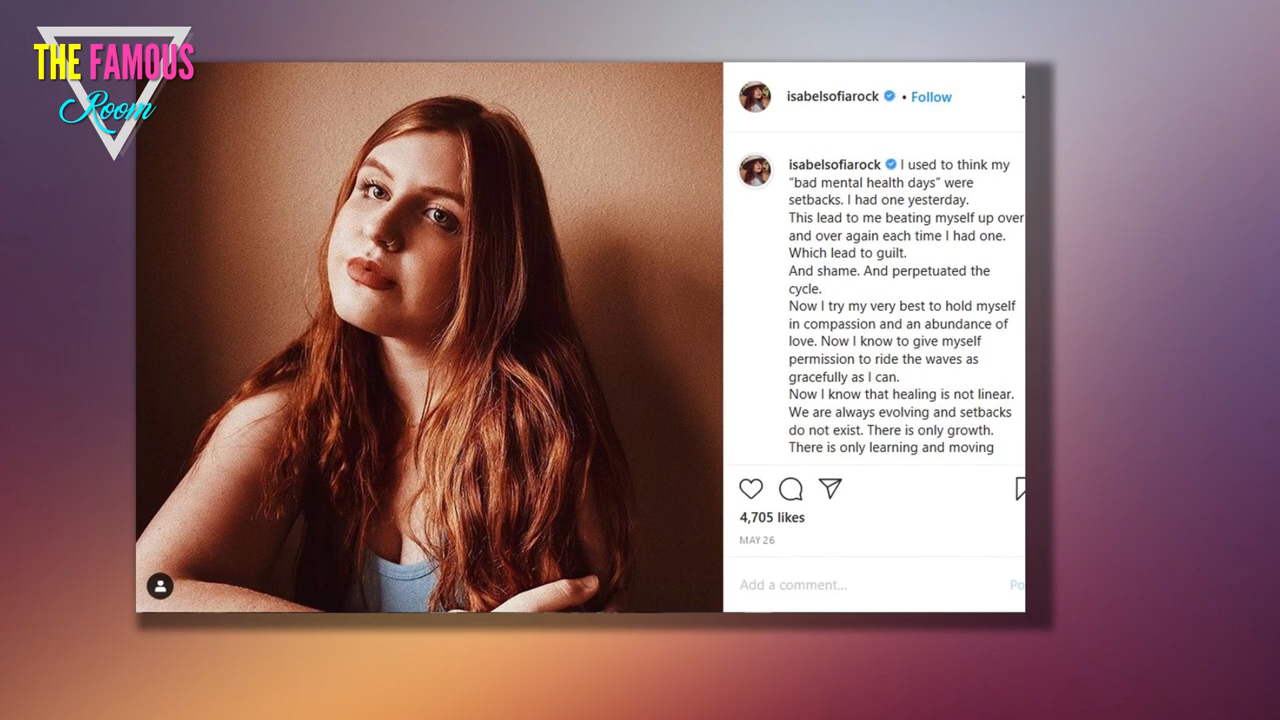 THE FAMOUS
Room
isabelsofiarock • Follow
isabelsofiarock I used to think my
“bad mental health days” were
setbacks. I had one yesterday.
This lead to me beating myself up over
and over again each time I had one.
Which lead to guilt.
And shame. And perpetuated the
cycle.
Now I try my very best to hold myself
in compassion and an abundance of
love. Now I know to give myself
permission to ride the waves as
gracefully as I can.
Now I know that healing is not linear.
We are always evolving and setbacks
do not exist. There is only growth.
There is only learning and moving
4,705 likes
MAY 26
Add a comment... Po